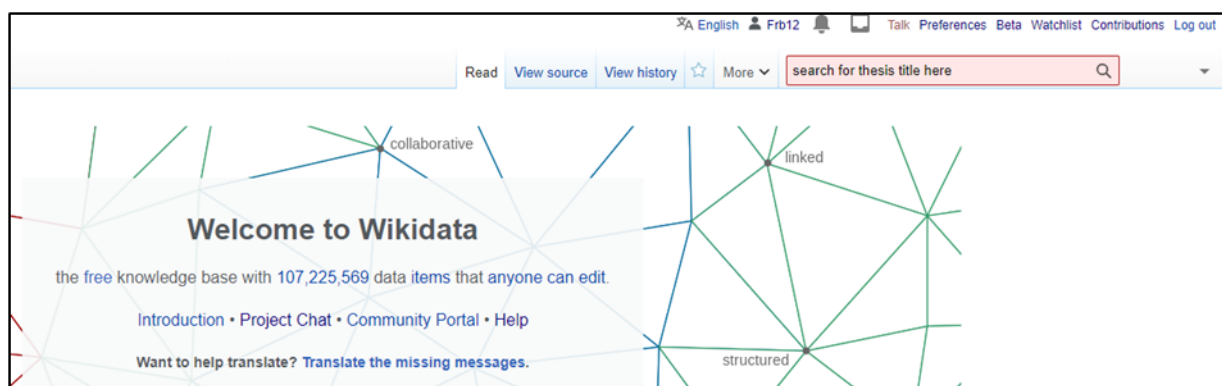 English Frb12 Talk Preferences Beta Watchlist Contributions Log out
Read View source View history More search for thesis title here
collaborative
linked
Welcome to Wikidata
the free knowledge base with 107,225,569 data items that anyone can edit.
Introduction • Project Chat • Community Portal • Help
structured
Want to help translate? Translate the missing messages.